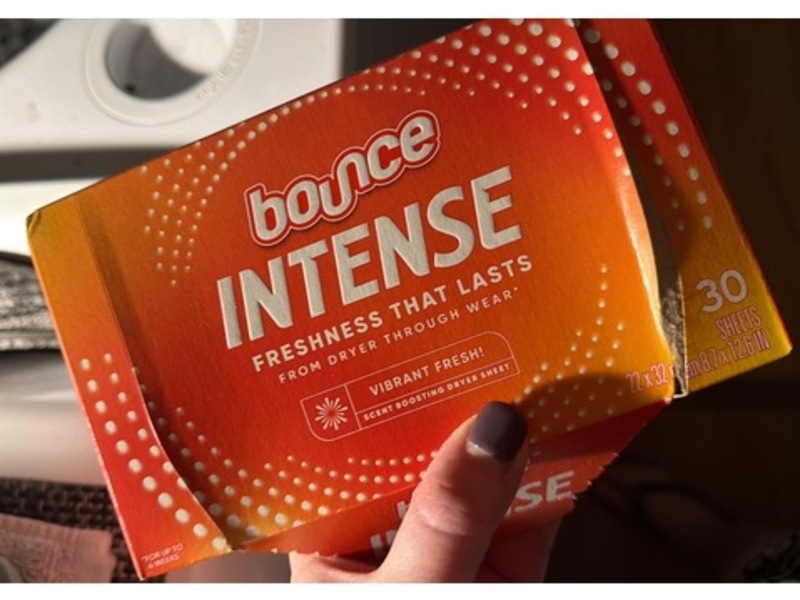 bounce
INTENSE
FRESHNESS THAT LASTS
FROM DRYER THROUGH WEAR*
VIBRANT FRESH!
SCENT BOOSTING DRYER SHEET
30
SHEETS
*FOR UP TO
NSE